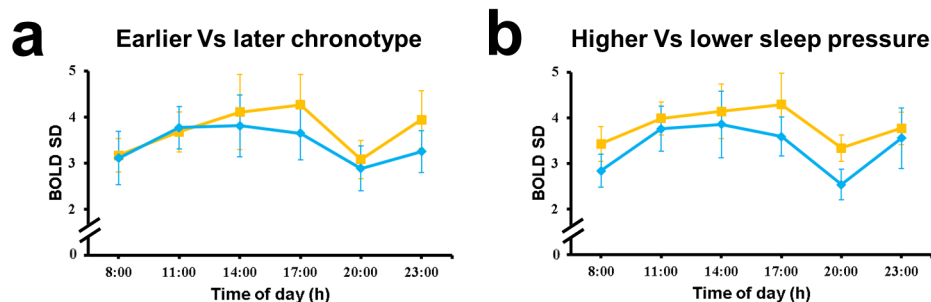 a
Earlier Vs later chronotype
5
4
3
2
0
BOLD SD
8:00 11:00 14:00 17:00 20:00 23:00
Time of day (h)
b
Higher Vs lower sleep pressure
5
4
3
2
0
BOLD SD
8:00 11:00 14:00 17:00 20:00 23:00
Time of day (h)